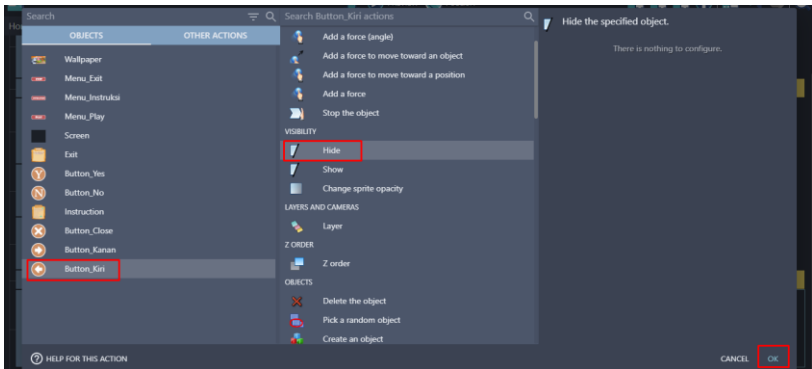 Search
OBJECTS
OTHER ACTIONS
Wallpaper
Menu_Exit
Menu_Instruksi
Menu_Play
Screen
Exit
Button_Yes
Button_No
Instruction
Button_Close
Button_Kanan
Button_Kiri
HELP FOR THIS ACTION
Search Button_Kiri actions
Add a force (angle)
Add a force to move toward an object
Add a force to move toward a position
Add a force
Stop the object
VISIBILITY
Hide
Show
Change sprite opacity
LAYERS AND CAMERAS
Layer
Z ORDER
Z order
OBJECTS
Delete the object
Pick a random object
Create an object
Hide the specified object.
There is nothing to configure.
CANCEL
OK